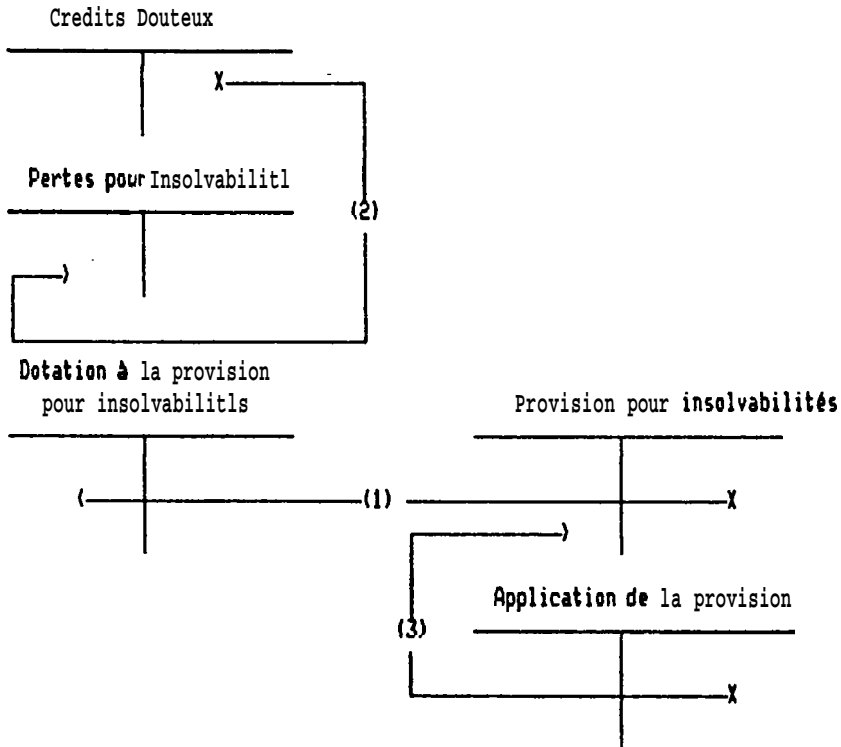 Credits Douteux
X
Pertes pour Insolvabilitl
(2)
Dotation à la provision
pour insolvabilitls
Provision pour insolvabilités
(1)
X
Application de la provision
(3)
X